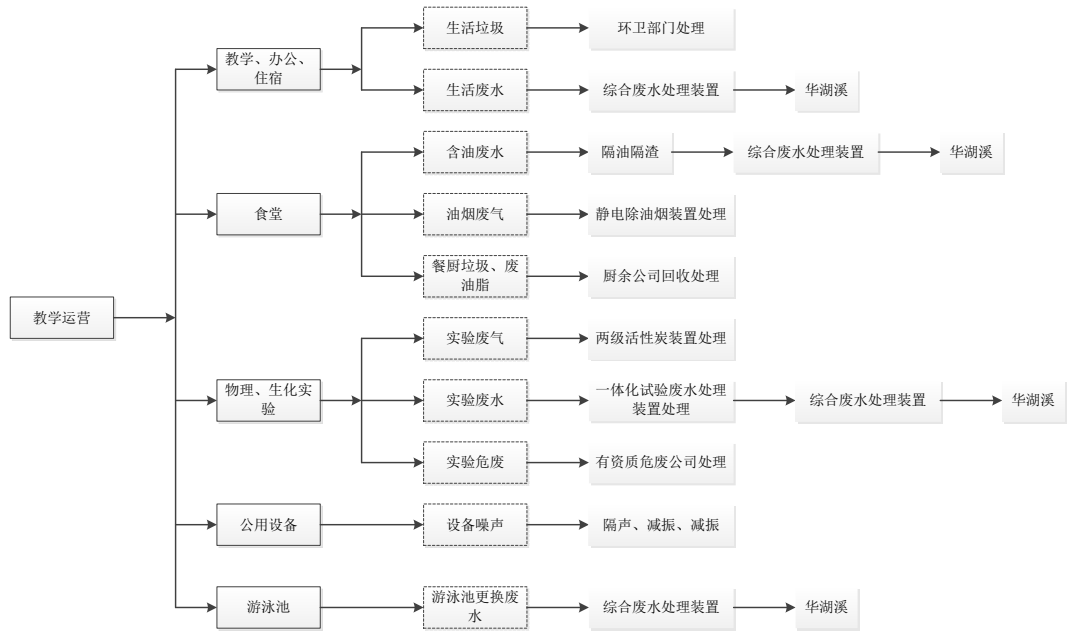 生活垃圾
环卫部门处理
教学、办公、
住宿
生活废水
综合废水处理装置
华湖溪
含油废水
隔油隔渣
综合废水处理装置
华湖溪
食堂
油烟废气
静电除油烟装置处理
餐厨垃圾、废
油脂
厨余公司回收处理
教学运营
实验废气
两级活性炭装置处理
物理、生化实
验
实验废水
一体化试验废水处理
装置处理
综合废水处理装置
华湖溪
实验危废
有资质危废公司处理
公用设备
设备噪声
隔声、减振、减振
游泳池
游泳池更换废
水
综合废水处理装置
华湖溪